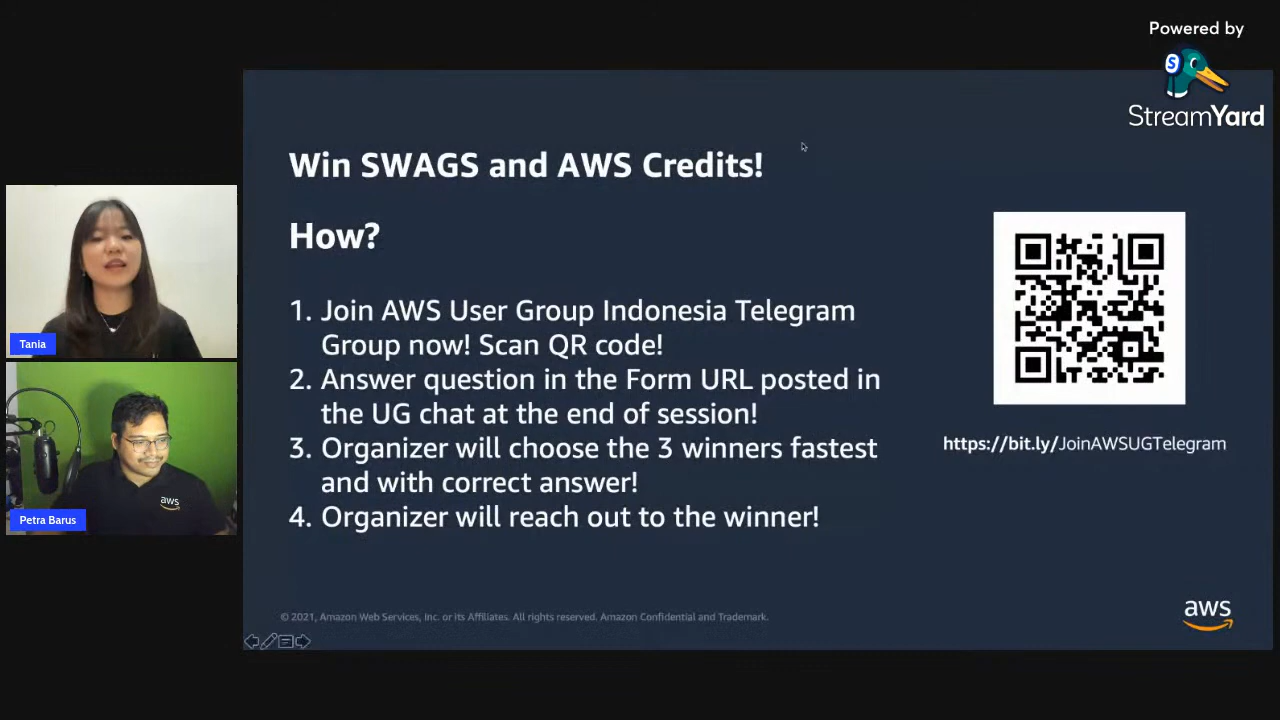 Powered by
StreamYard
Win SWAGS and AWS Credits!
How?
1. Join AWS User Group Indonesia Telegram
Group now! Scan QR code!
2. Answer question in the Form URL posted in
the UG chat at the end of session!
3. Organizer will choose the 3 winners fastest
and with correct answer!
4. Organizer will reach out to the winner!
https://bit.ly/JoinAWSUGTelegram
Tania
aws
Petra Barus
© 2021, Amazon Web Services, Inc. or its Affiliates. All rights reserved. Amazon Confidential and Trademark.
aws